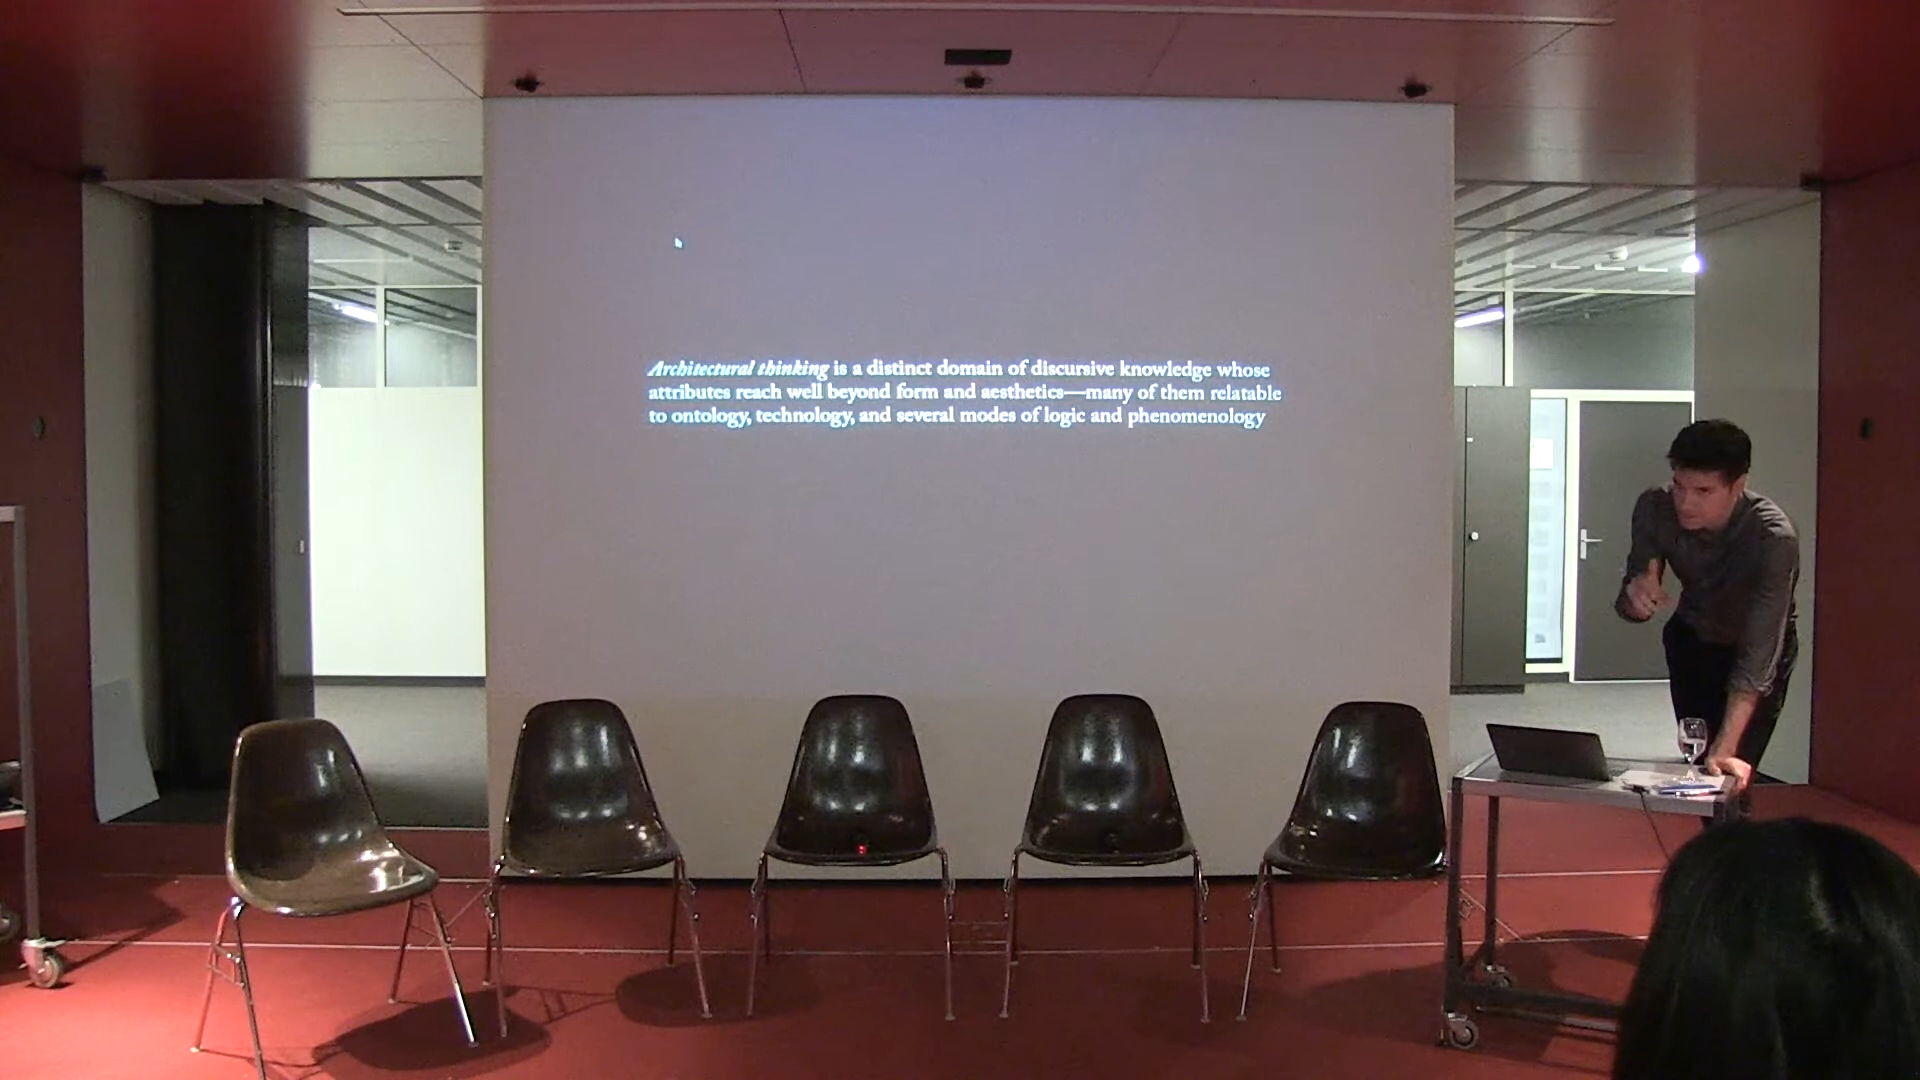 Architectural thinking is a distinct domain of discursive knowledge whose
attributes reach well beyond form and aesthetics—many of them relatable
to ontology, technology, and several modes of logic and phenomenology